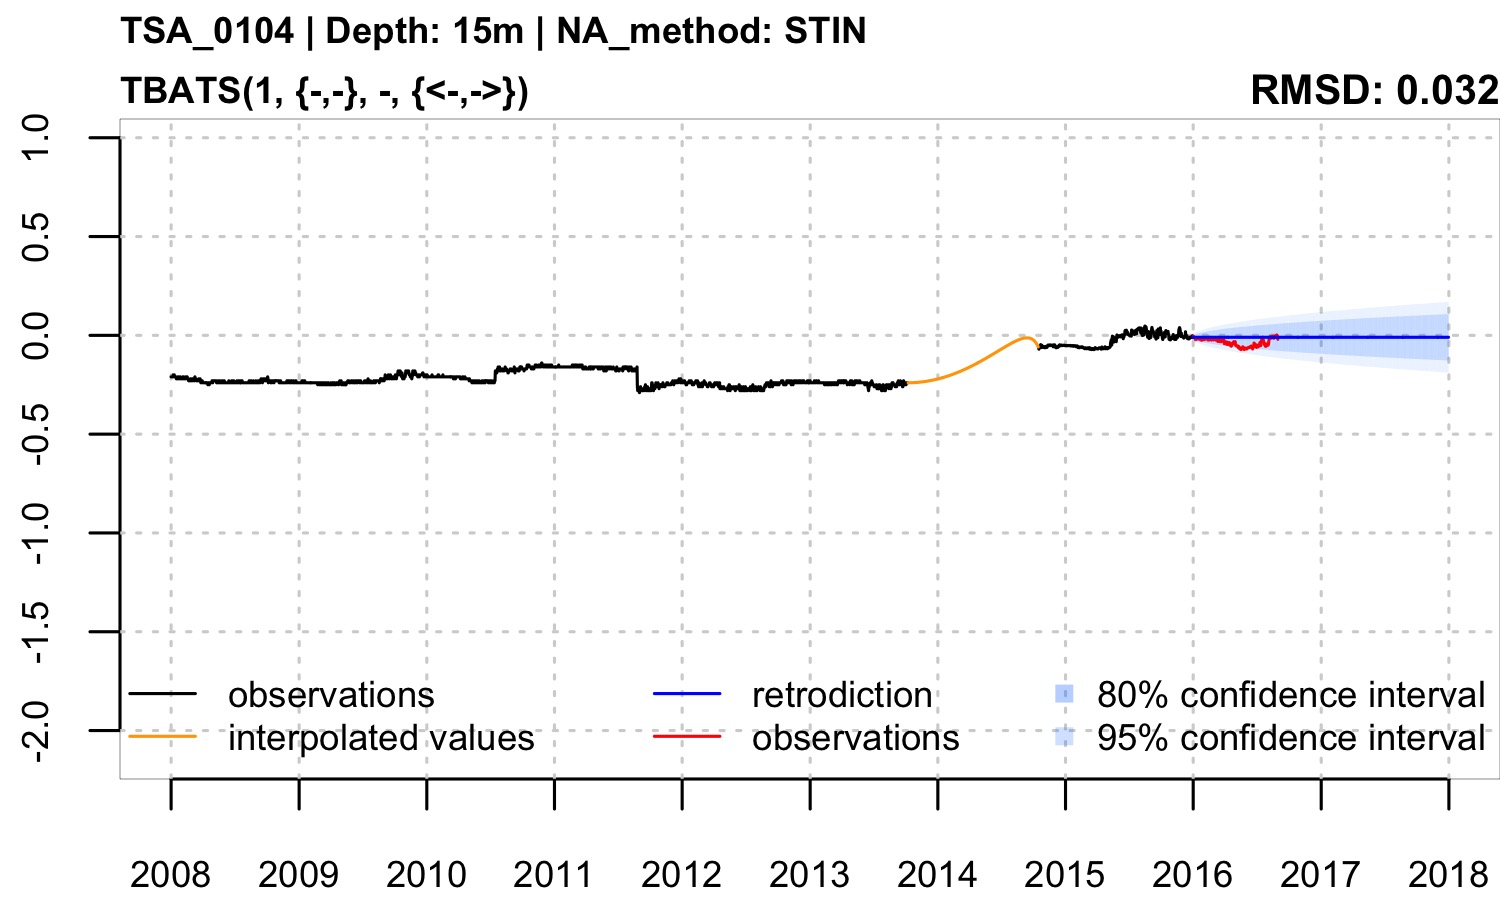 TSA_0104 | Depth: 15m | NA_method: STIN
TBATS(1, {-,-}, -, {<-,->})
RMSD: 0.032
1.0
0.5
0.0
-0.5
-1.0
-1.5
-2.0
observations
interpolated values
retrodiction
observations
80% confidence interval
95% confidence interval
2008 2009 2010 2011 2012 2013 2014 2015 2016 2017 2018